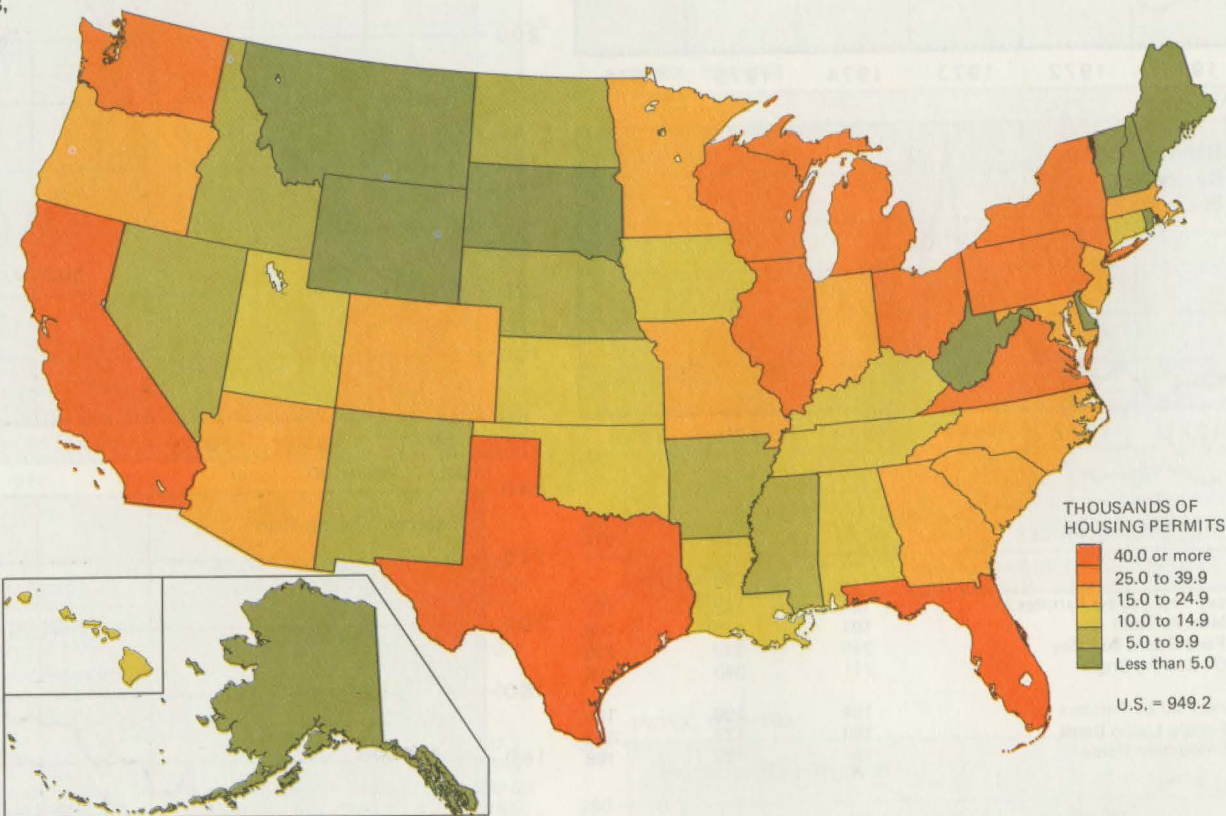 THOUSANDS OF
HOUSING PERMITS
40.0 or more
25.0 to 39.9
15.0 to 24.9
10.0 to 14.9
5.0 to 9.9
Less than 5.0
U.S. = 949.2